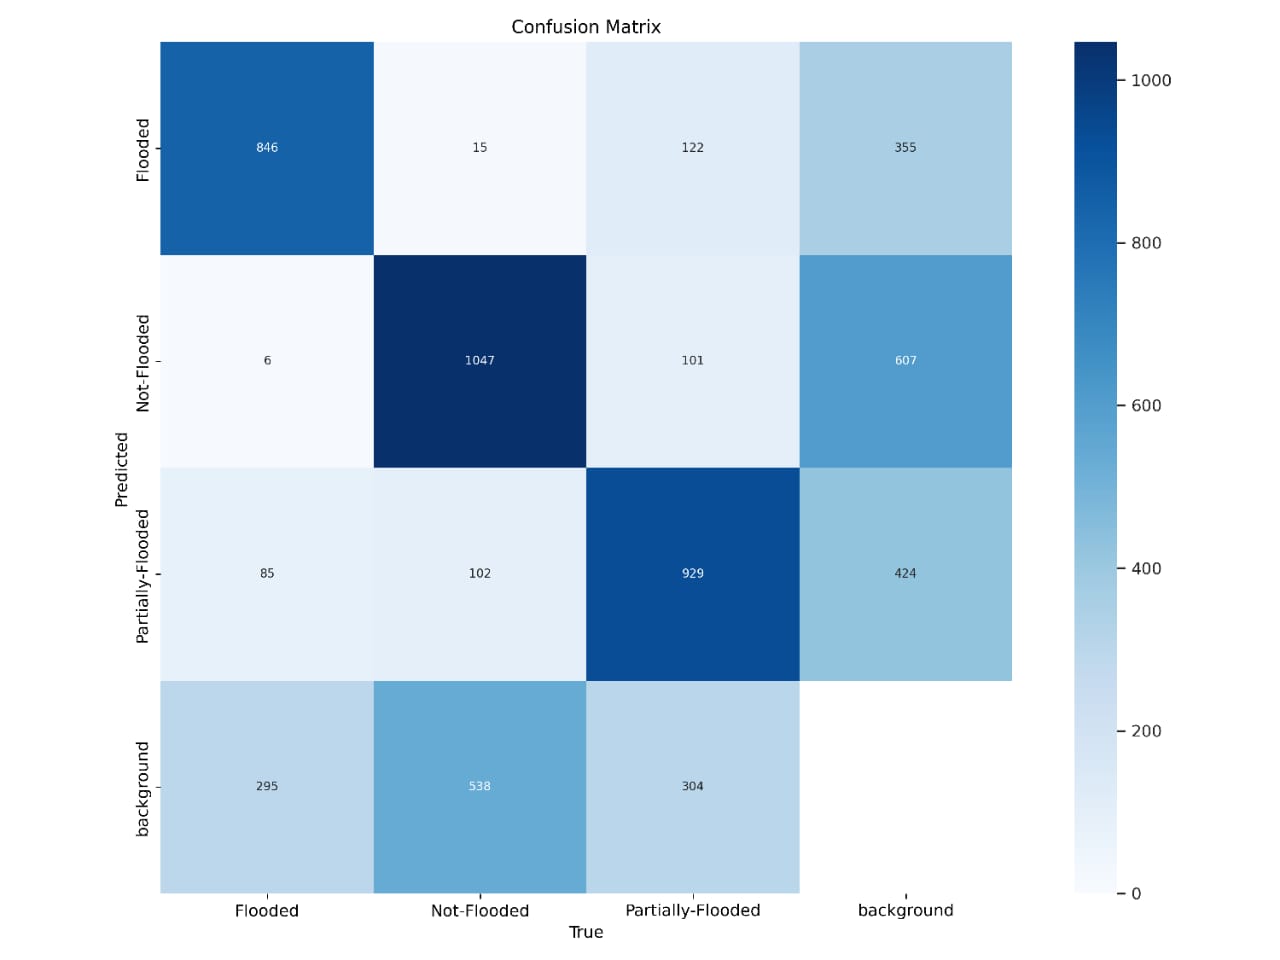 Confusion Matrix
Flooded
846
15
122
355
Not-Flooded
6
1047
101
607
Predicted
Partially-Flooded
85
102
929
424
background
295
538
304
Flooded
Not-Flooded
Partially-Flooded
background
True
1000
800
600
400
200
0